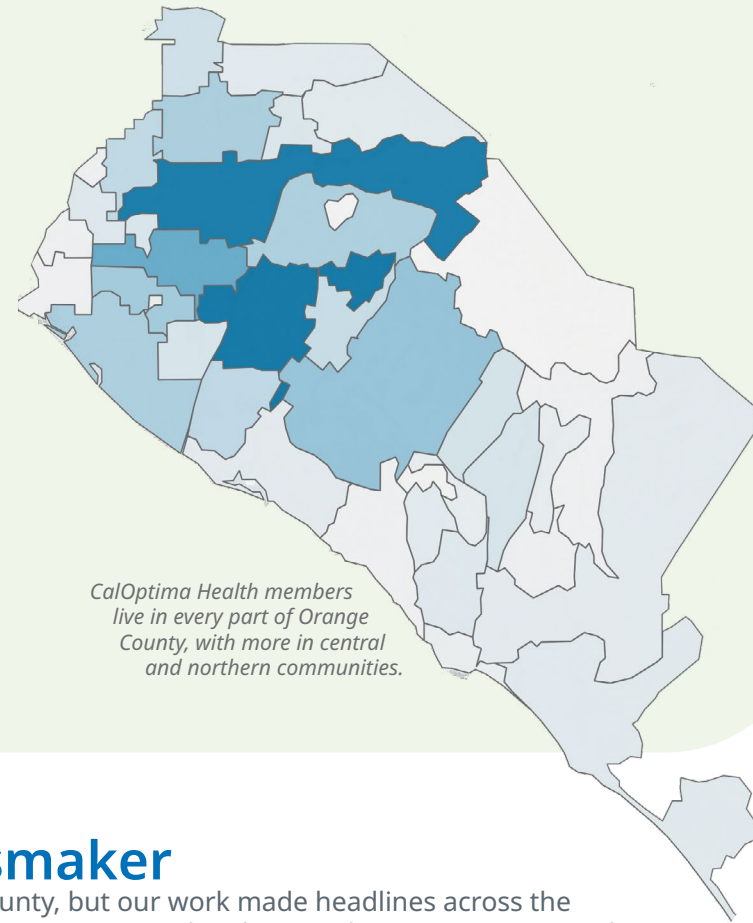 CalOptima Health members
live in every part of Orange
County, with more in central
and northern communities.
smaker
unty, but our work made headlines across the